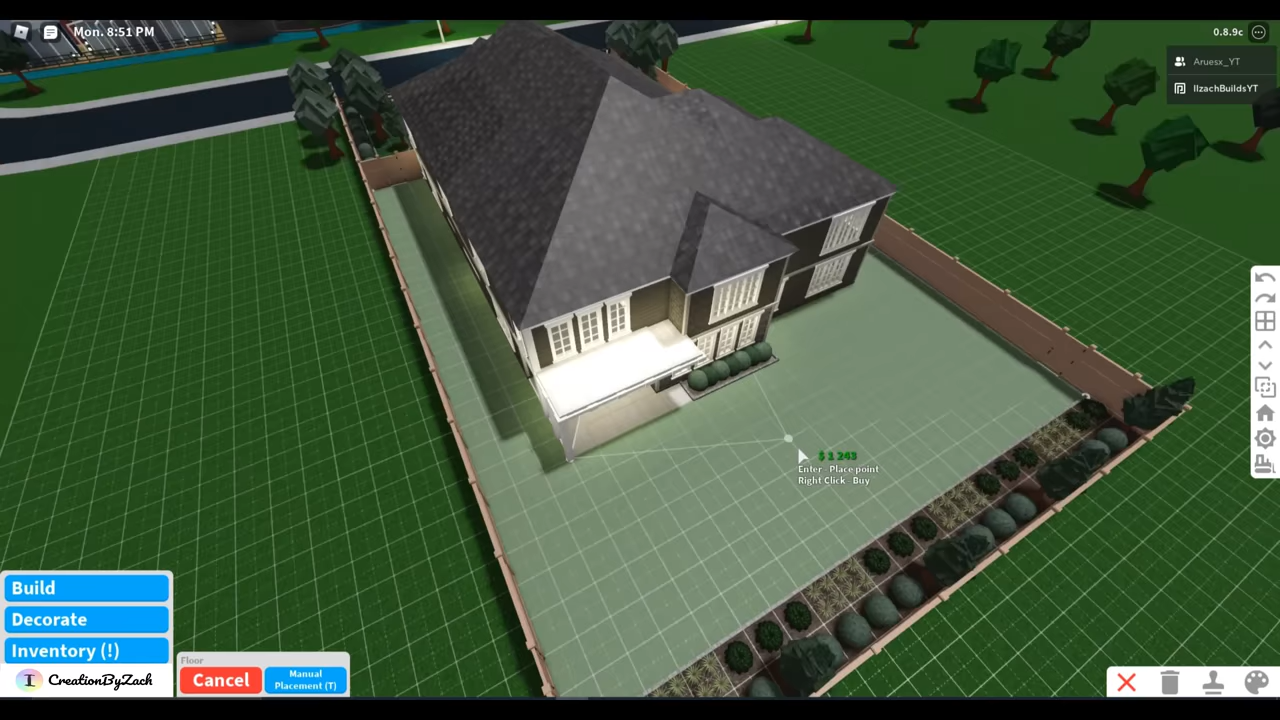 Mon. 8:51 PM
0.8.9c
Aruesx_YT
IlzachBuildsYT
$ 1 243
Enter - Place point
Right Click - Buy
Build
Decorate
Inventory (!)
CreationByZach
Floor
Cancel
Manual
Placement (T)